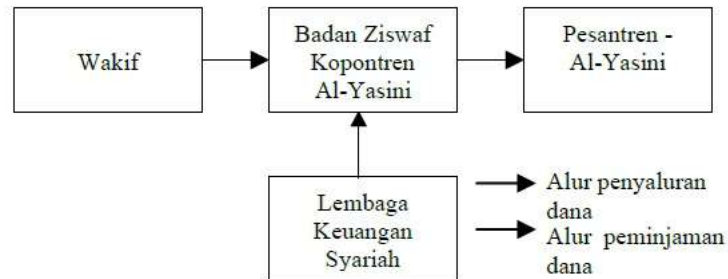 Wakif
Badan Ziswaf
Kopontren
Al-Yasini
Pesantren -
Al-Yasini
Lembaga
Keuangan
Syariah
Alur penyaluran
dana
Alur peminjaman
dana